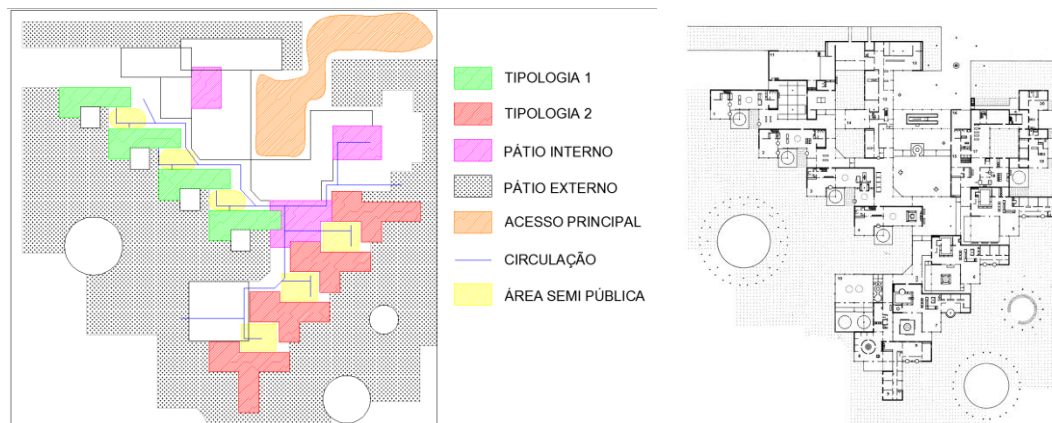 TIPOLOGIA 1
TIPOLOGIA 2
PÁTIO INTERNO
PÁTIO EXTERNO
ACESSO PRINCIPAL
CIRCULAÇÃO
ÁREA SEMI PÚBLICA